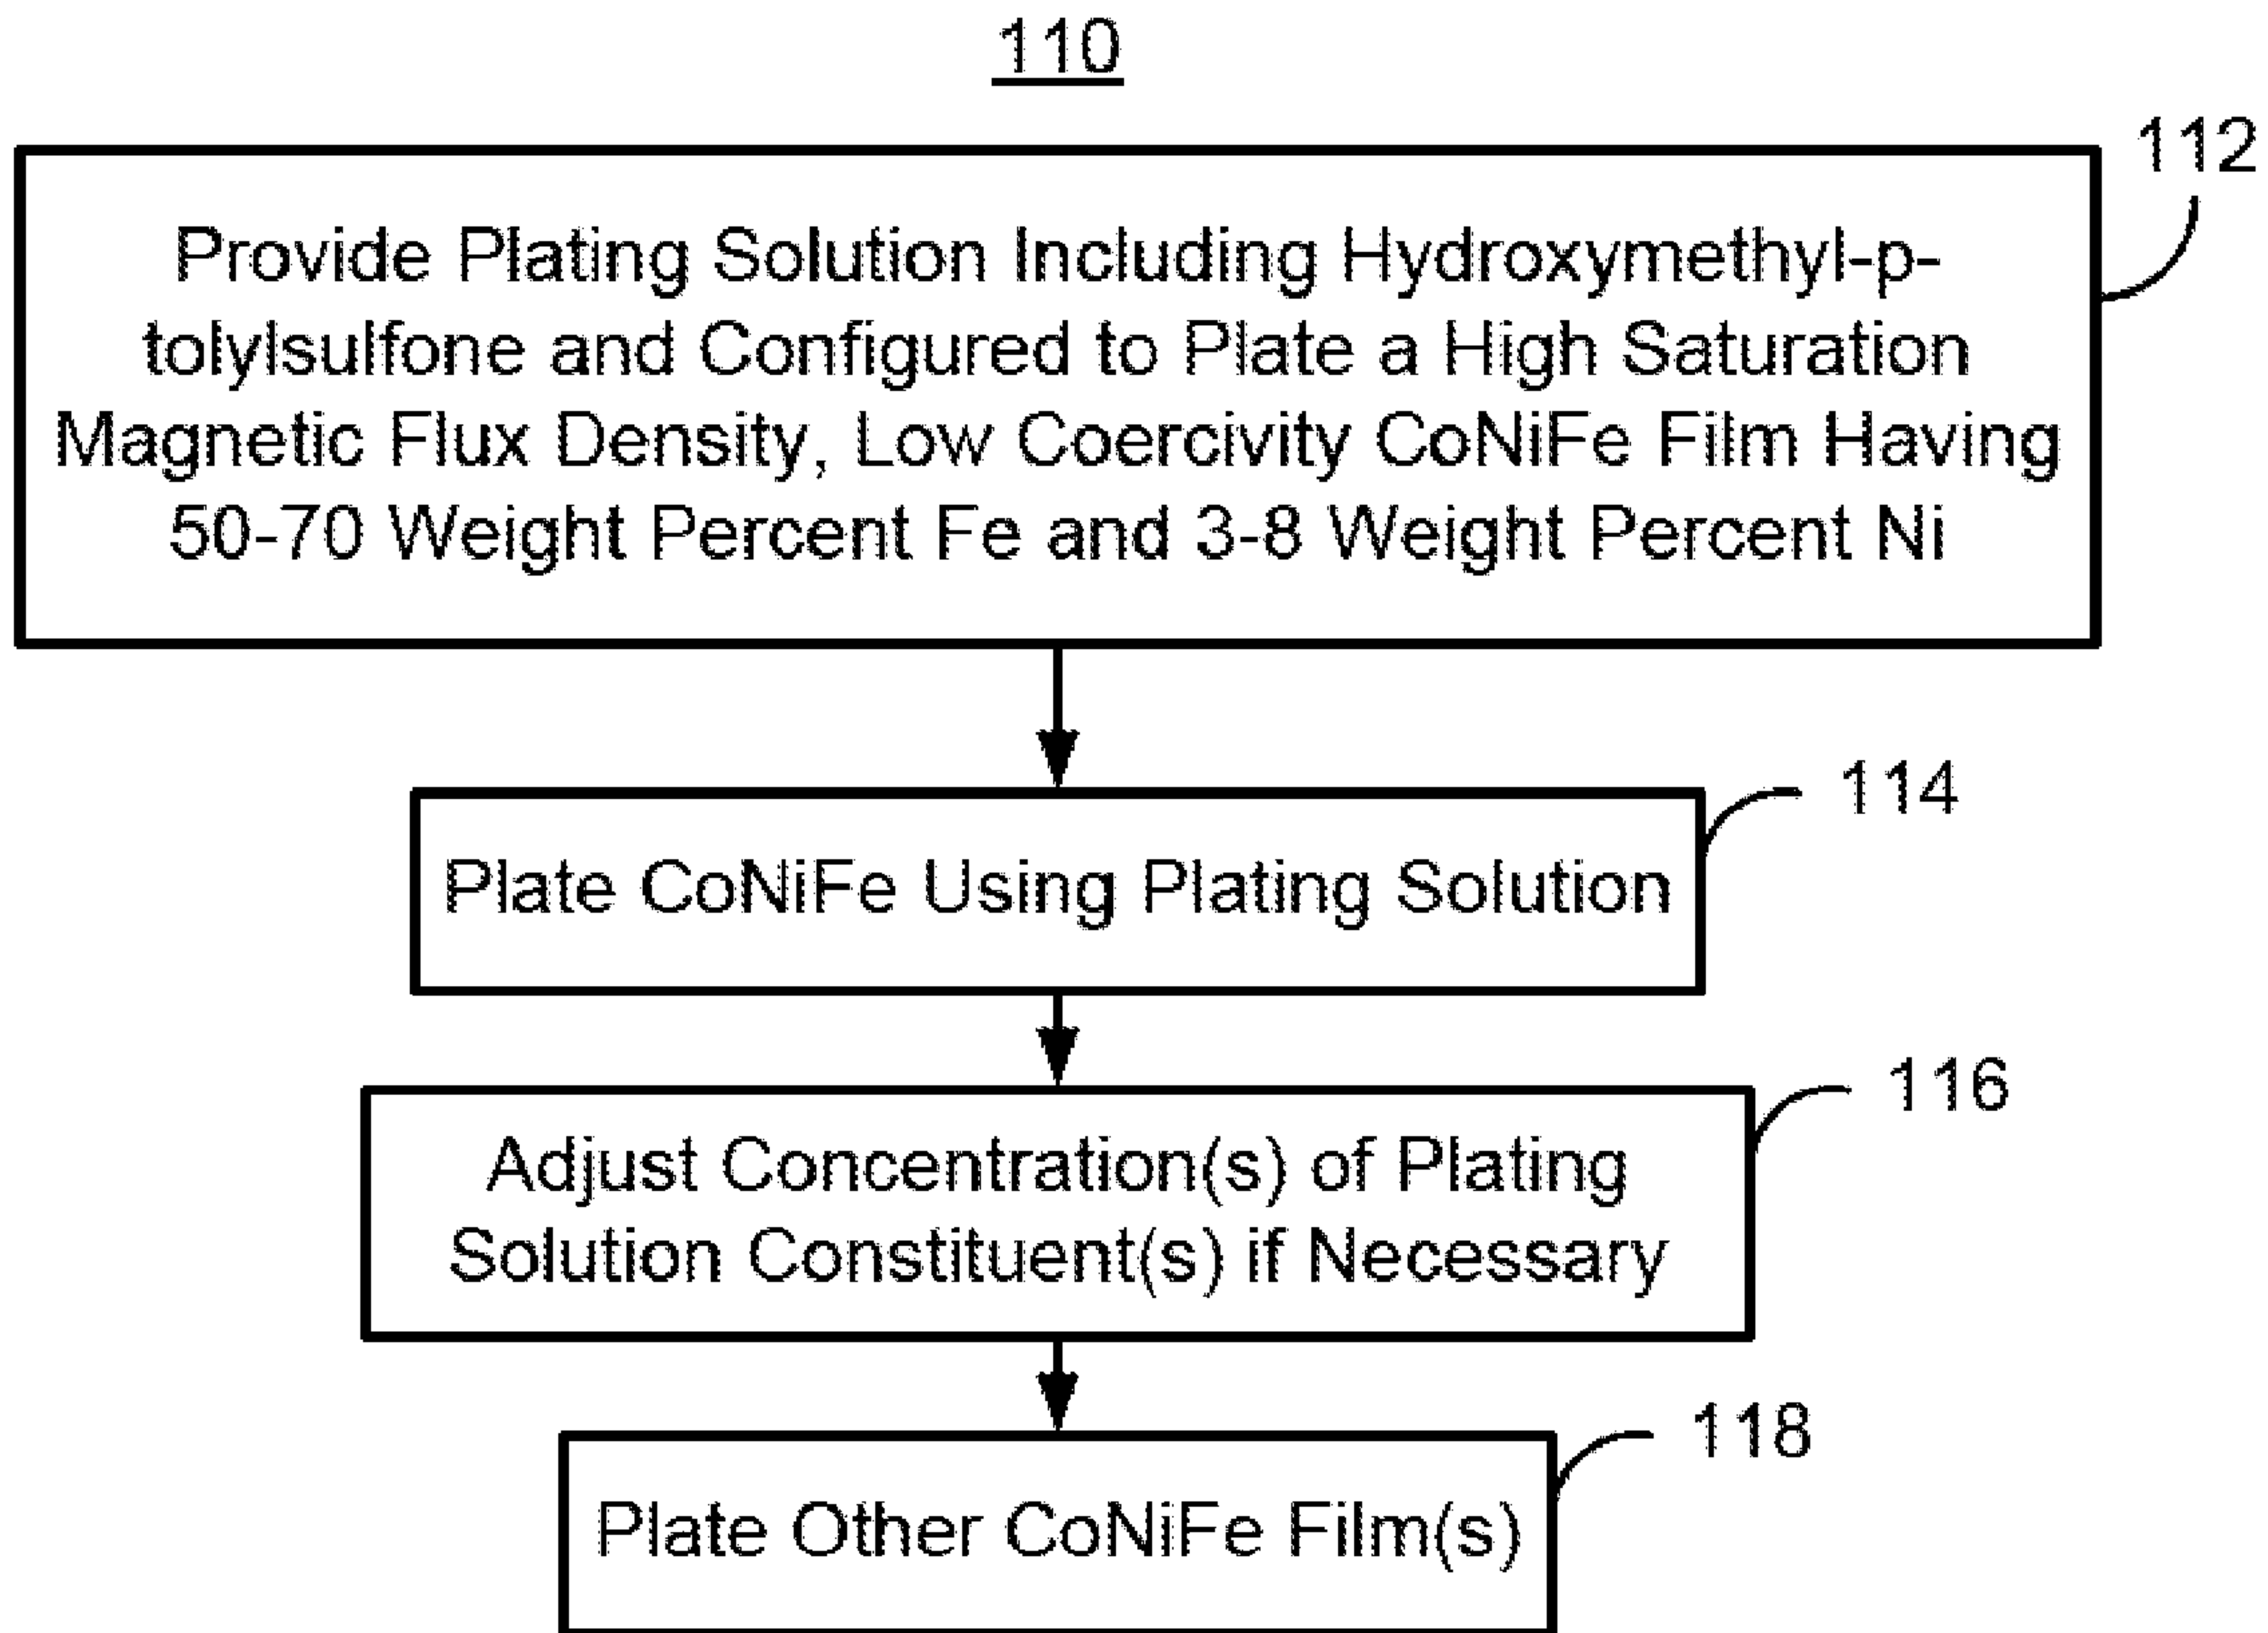 110
112
Provide Plating Solution Including Hydroxymethyl-p-
tolylsulfone and Configured to Plate a High Saturation
Magnetic Flux Density, Low Coercivity CoNiFe Film Having
50-70 Weight Percent Fe and 3-8 Weight Percent Ni
114
Plate CoNiFe Using Plating Solution
116
Adjust Concentration(s) of Plating
Solution Constituent(s) if Necessary
118
Plate Other CoNiFe Film(s)